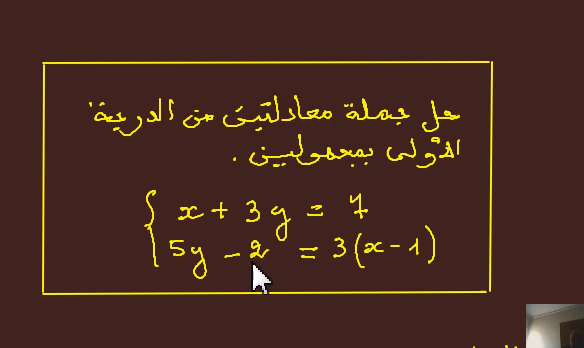 حل جملة معادلتين من الدرجة
الأولى بمجهولين .
x + 3y = 7
5y - 2 = 3(x - 1)